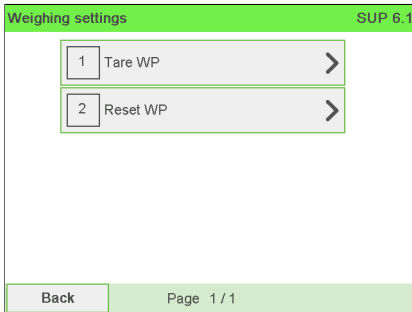 Weighing settings SUP 6.1
1 Tare WP
2 Reset WP
Back Page 1 / 1